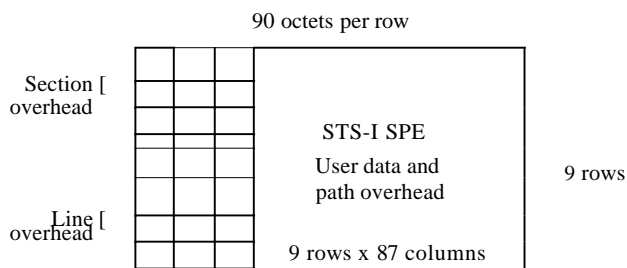 90 octets per row
Section [
overhead
STS-I SPE
User data and
path overhead
9 rows
Line [
overhead
9 rows x 87 columns